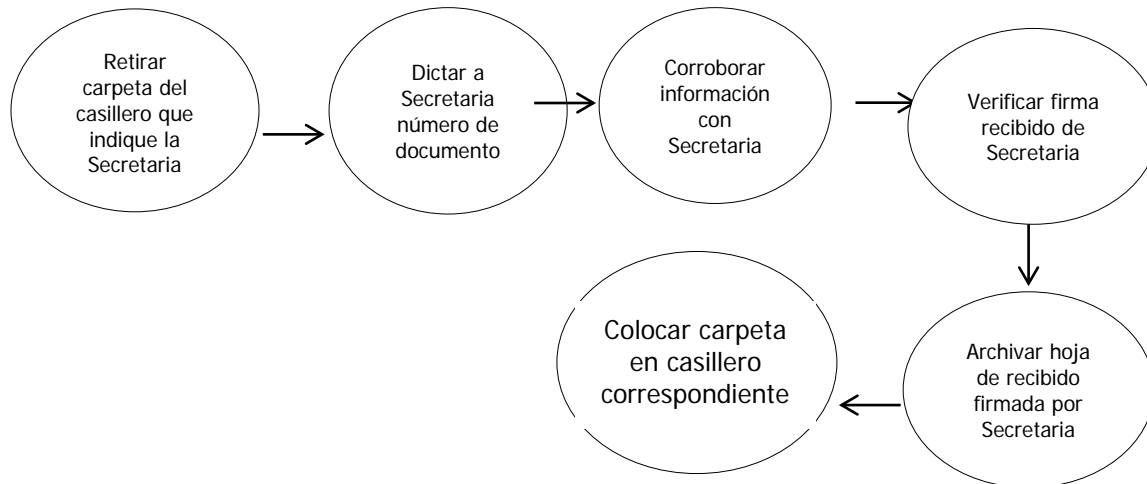 Retirar
carpeta del
casillero que
indique la
Secretaria
Dictar a
Secretaria
número de
documento
Corroborar
información
con
Secretaria
Verificar firma
recibido de
Secretaria
Archivar hoja
de recibido
firmada por
Secretaria
Colocar carpeta
en casillero
correspondiente